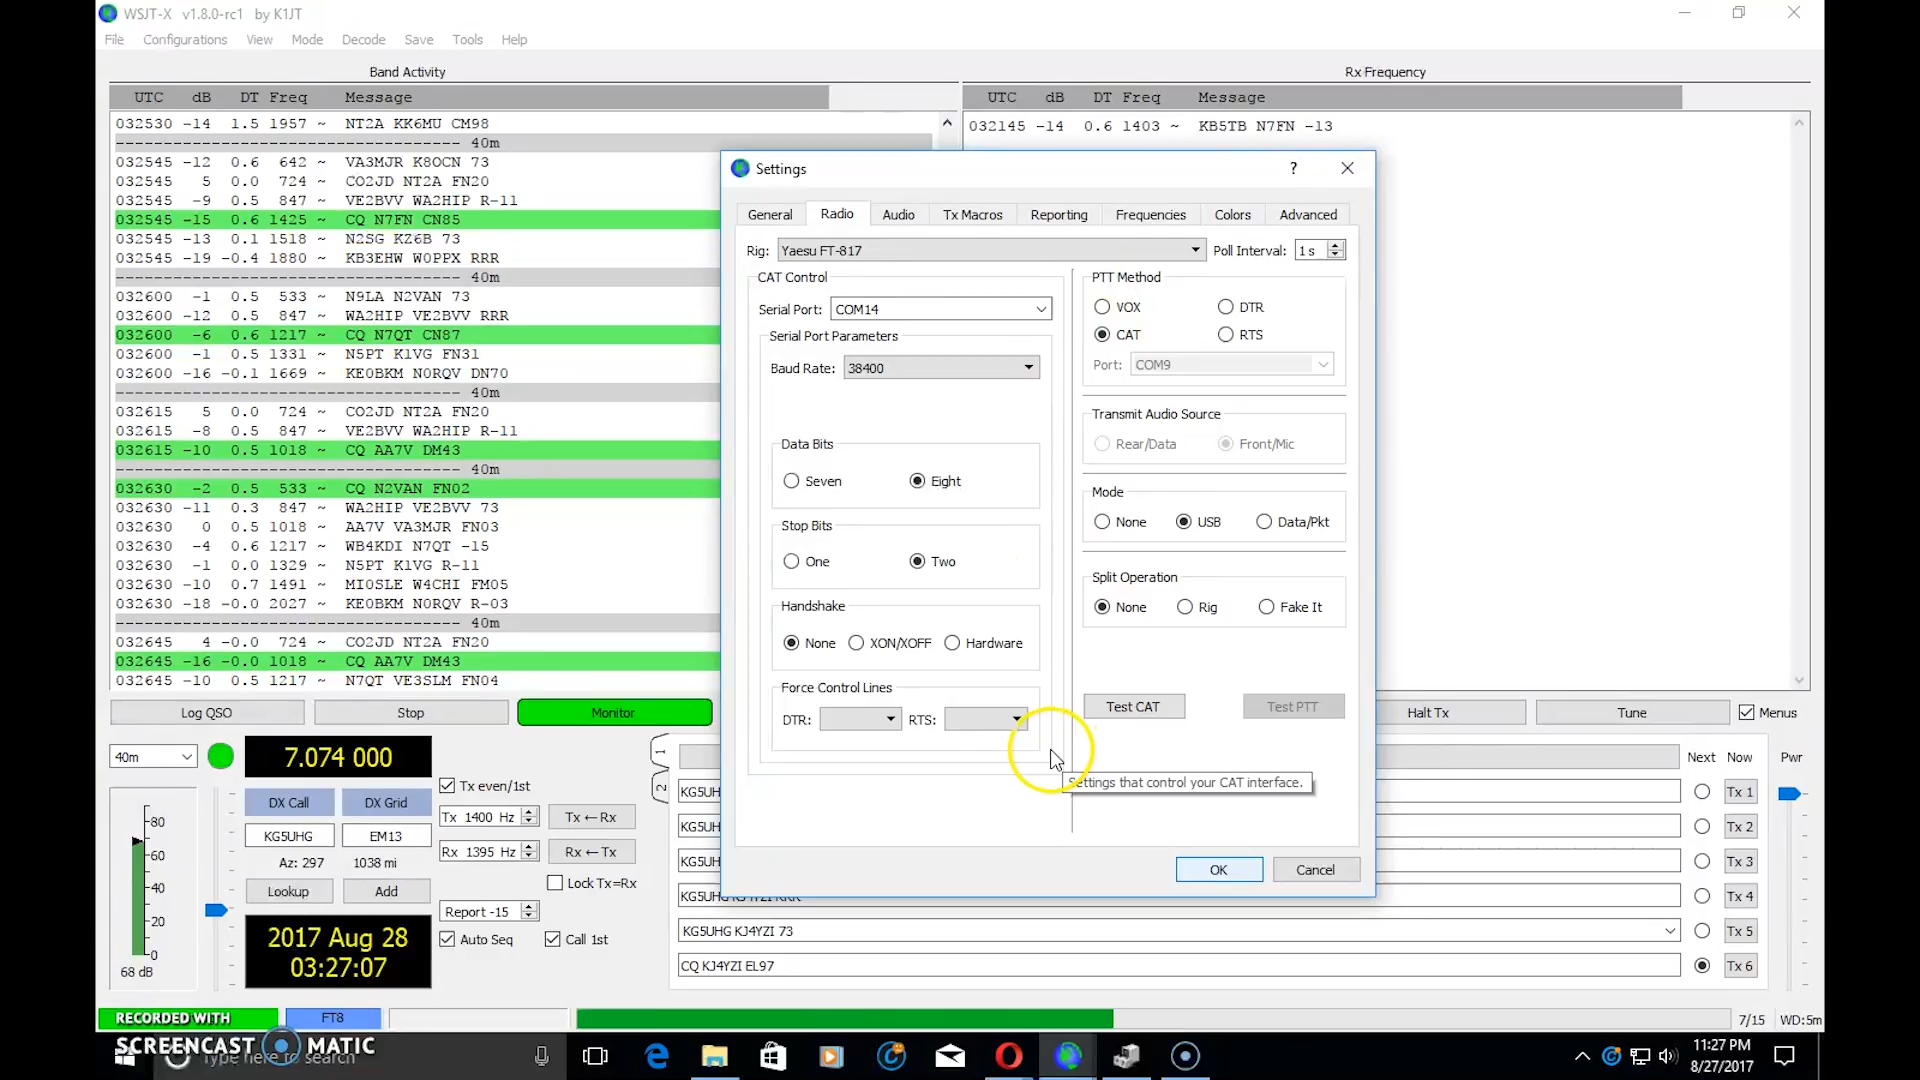 WSJT-X v1.8.0-rc1 by K1JT
File Configurations View Mode Decode Save Tools Help
Band Activity
UTC dB DT Freq Message
032530 -14 1.5 1957 ~ NT2A KK6MU CM98
----------------------------------- 40m
032545 -12 0.6 642 ~ VA3MJR K8OCN 73
032545 5 0.0 724 ~ CO2JD NT2A FN20
032545 -9 0.5 847 ~ VE2BVV WA2HIP R-11
032545 -15 0.6 1425 ~ CQ N7FN CN85
032545 -13 0.1 1518 ~ N2SG KZ6B 73
032545 -19 -0.4 1880 ~ KB3EHW W0PPX RRR
----------------------------------- 40m
032600 -1 0.5 533 ~ N9LA N2VAN 73
032600 -12 0.5 847 ~ WA2HIP VE2BVV RRR
032600 -6 0.6 1217 ~ CQ N7QT CN87
032600 -1 0.5 1331 ~ N5PT K1VG FN31
032600 -16 -0.1 1669 ~ KE0BKM N0RQV DN70
----------------------------------- 40m
032615 5 0.0 724 ~ CO2JD NT2A FN20
032615 -8 0.5 847 ~ VE2BVV WA2HIP R-11
032615 -10 0.5 1018 ~ CQ AA7V DM43
----------------------------------- 40m
032630 -2 0.5 533 ~ CQ N2VAN FN02
032630 -11 0.3 847 ~ WA2HIP VE2BVV 73
032630 0 0.5 1018 ~ AA7V VA3MJR FN03
032630 -4 0.6 1217 ~ WB4KDI N7QT -15
032630 -1 0.0 1329 ~ N5PT K1VG R-11
032630 -10 0.7 1491 ~ MI0SLE W4CHI FM05
032630 -18 -0.0 2027 ~ KE0BKM N0RQV R-03
----------------------------------- 40m
032645 4 -0.0 724 ~ CO2JD NT2A FN20
032645 -16 -0.0 1018 ~ CQ AA7V DM43
032645 -10 0.5 1217 ~ N7QT VE3SLM FN04
Rx Frequency
UTC dB DT Freq Message
032145 -14 0.6 1403 ~ KB5TB N7FN -13
Settings ?
General Radio Audio Tx Macros Reporting Frequencies Colors Advanced
Rig: Yaesu FT-817 Poll Interval: 1 s
CAT Control
Serial Port: COM14
Serial Port Parameters
Baud Rate: 38400
Data Bits
Seven Eight
Stop Bits
One Two
Handshake
None XON/XOFF Hardware
Force Control Lines
DTR: RTS:
PTT Method
VOX DTR
CAT RTS
Port: COM9
Transmit Audio Source
Rear/Data Front/Mic
Mode
None USB Data/Pkt
Split Operation
None Rig Fake It
Test CAT Test PTT
Settings that control your CAT interface.
OK Cancel
Log QSO Stop Monitor Halt Tx Tune Menus
40m 7.074 000
DX Call DX Grid
KG5UHG EM13
Az: 297 1038 mi
Lookup Add
2017 Aug 28
03:27:07
80
60
40
20
0
68 dB
Tx even/1st
Tx 1400 Hz Tx ← Rx
Rx 1395 Hz Rx ← Tx
Lock Tx=Rx
Report -15
Auto Seq Call 1st
1
2
Next Now Pwr
KG5UH Tx 1
KG5UH Tx 2
KG5UH Tx 3
KG5UHG KJ4YZI RRR Tx 4
KG5UHG KJ4YZI 73 Tx 5
CQ KJ4YZI EL97 Tx 6
RECORDED WITH FT8 7/15 WD:5m
SCREENCAST MATIC
Type here to search
11:27 PM
8/27/2017